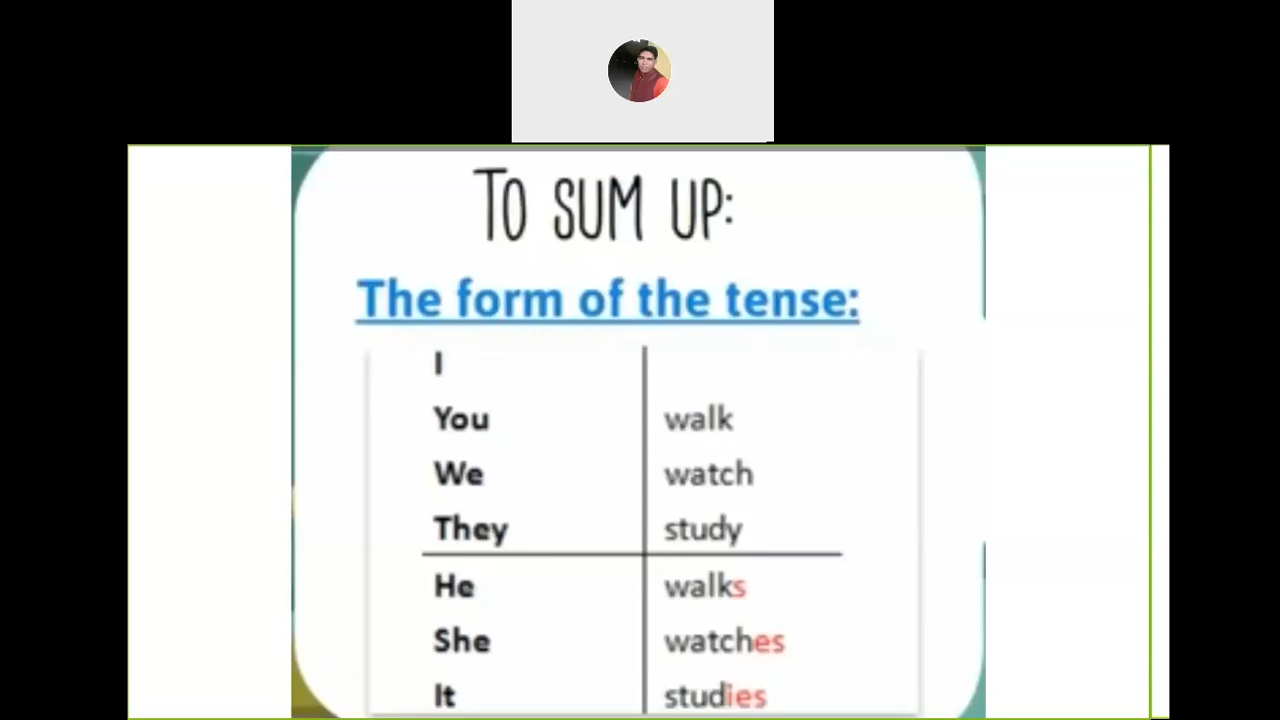 TO SUM UP:
The form of the tense:
I
You walk
We watch
They study
He walks
She watches
It studies